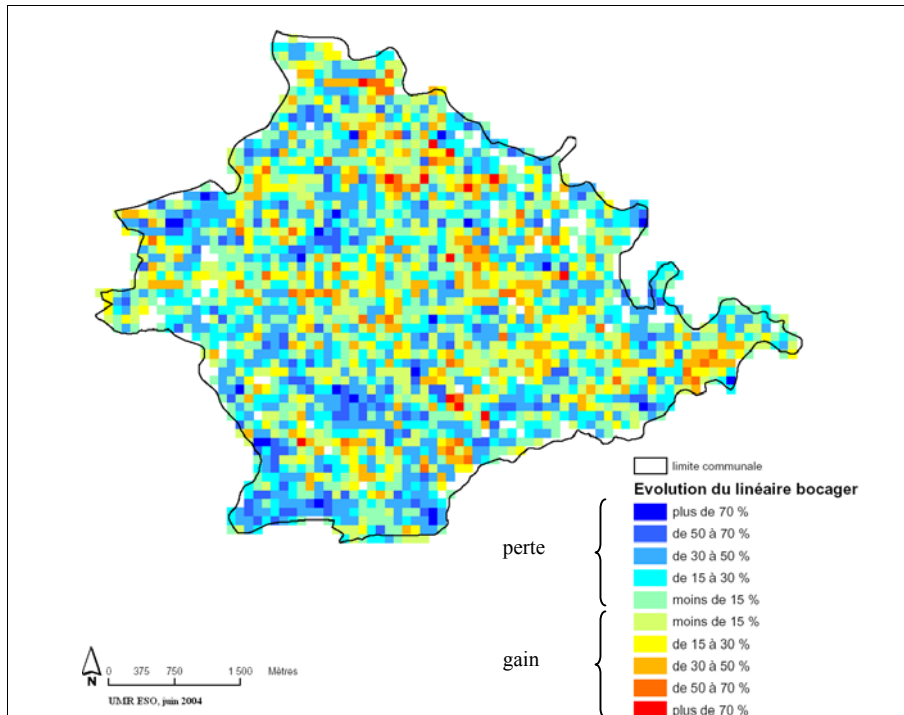 limite communale
Evolution du linéaire bocager
perte
plus de 70 %
de 50 à 70 %
de 30 à 50 %
de 15 à 30 %
moins de 15 %
gain
moins de 15 %
de 15 à 30 %
de 30 à 50 %
de 50 à 70 %
plus de 70 %
N
0 375 750 1 500 Mètres
UMR ESO, juin 2004